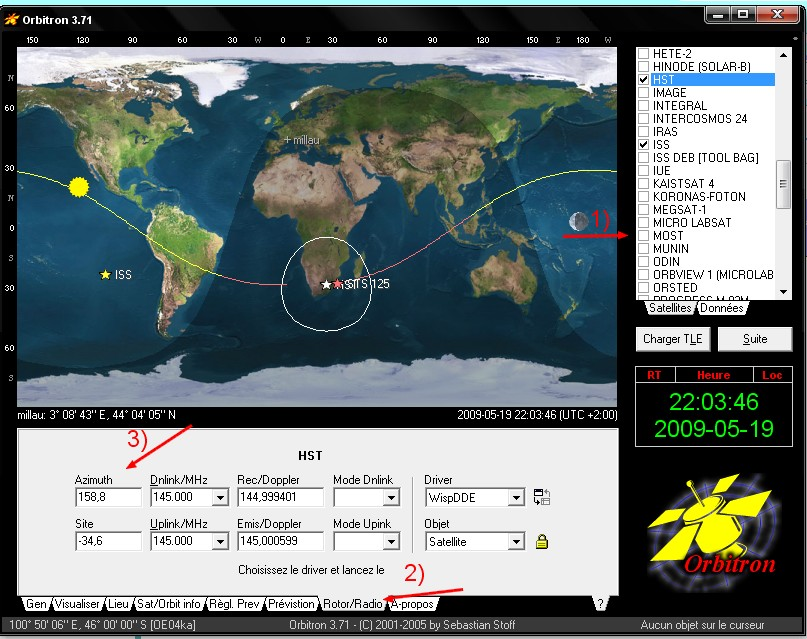 Orbitron 3.71
150 120 90 60 30 W 0 E 30 60 90 120 150 E 180 W
N
60
30
N
0
S
30
60
S
millau
ISS
STS 125
millau: 3° 08' 43" E, 44° 04' 05" N
2009-05-19 22:03:46 (UTC +2:00)
HETE-2
HINODE (SOLAR-B)
HST
IMAGE
INTEGRAL
INTERCOSMOS 24
IRAS
ISS
ISS DEB [TOOL BAG]
IUE
KAISTSAT 4
KORONAS-FOTON
MEGSAT-1
MICRO LABSAT
MOST
MUNIN
ODIN
ORBVIEW 1 (MICROLAB
ORSTED
1)
Satellites Données
Charger TLE Suite
RT Heure Loc
22:03:46
2009-05-19
Orbitron
3)
HST
Azimuth Dnlink/MHz Rec/Doppler Mode Dnlink Driver
158,8 145.000 144,999401 WispDDE
Site Uplink/MHz Emis/Doppler Mode Upink Objet
-34,6 145.000 145,000599 Satellite
Choisissez le driver et lancez le
2)
Gen Visualiser Lieu Sat/Orbit info Règl. Prev Prévistion Rotor/Radio A-propos ?
100° 50' 06" E, 46° 00' 00" S [OE04ka]
Orbitron 3.71 - (C) 2001-2005 by Sebastian Stoff
Aucun objet sur le curseur